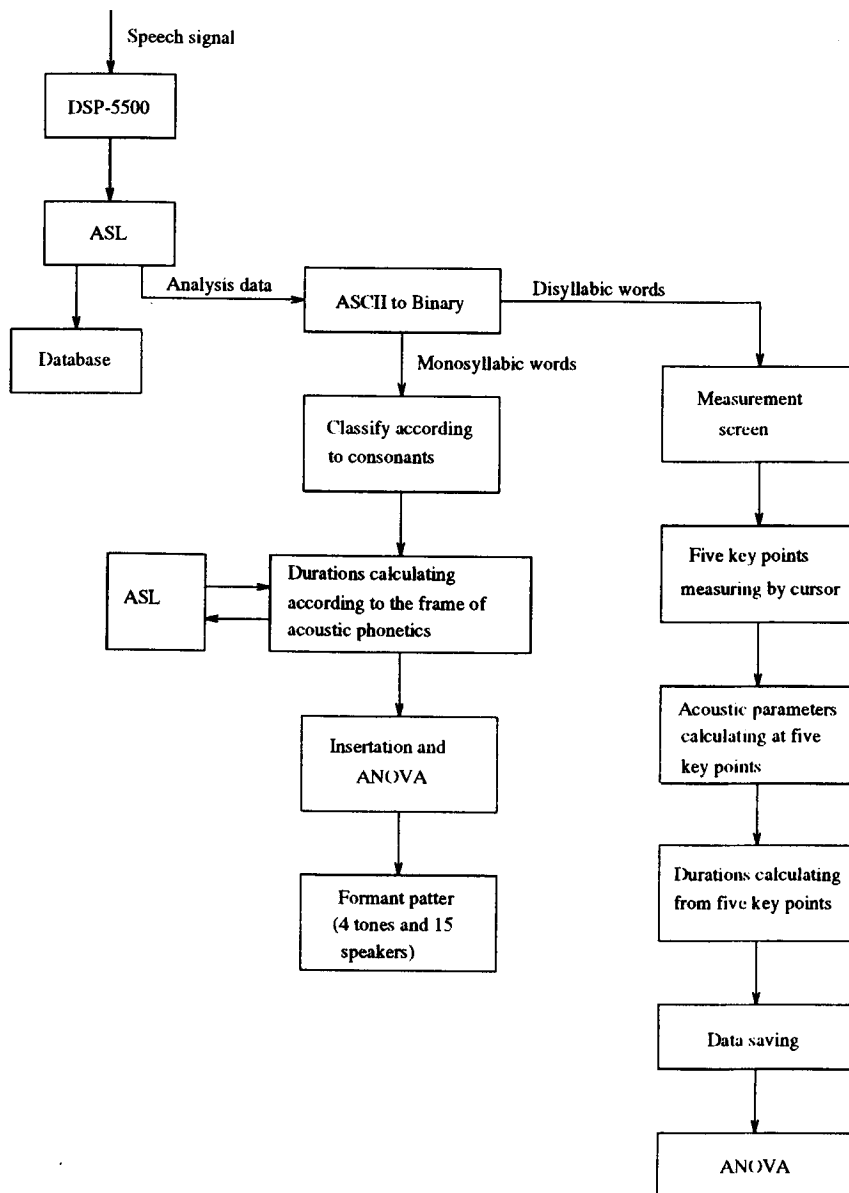 Speech signal
DSP-5500
ASL
Analysis data
ASCII to Binary
Disyllabic words
Database
Monosyllabic words
Measurement
screen
Classify according
to consonants
Five key points
measuring by cursor
ASL
Durations calculating
according to the frame of
acoustic phonetics
Acoustic parameters
calculating at five
key points
Insertation and
ANOVA
Durations calculating
from five key points
Formant patter
(4 tones and 15
speakers)
Data saving
ANOVA